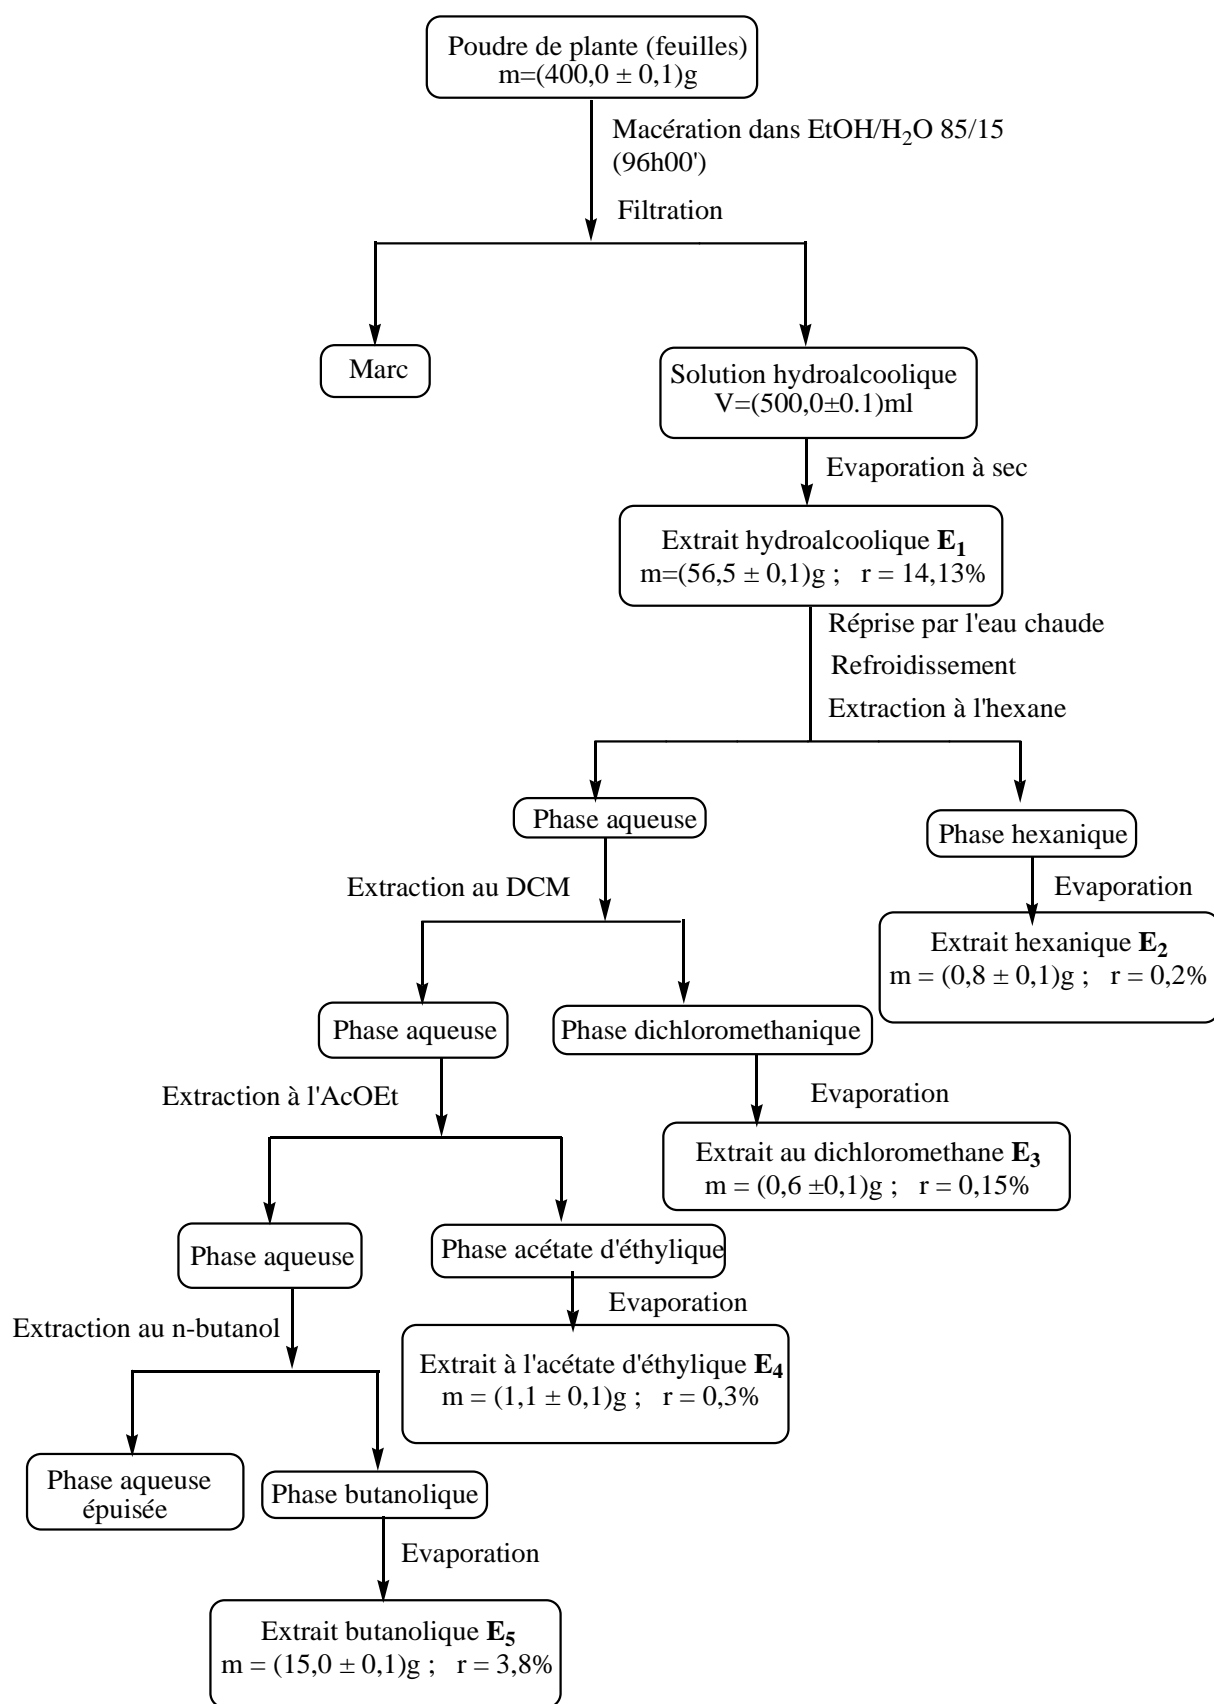 Poudre de plante (feuilles)
m=(400,0 ± 0,1)g
Macération dans EtOH/H₂O 85/15
(96h00')
Filtration
Marc
Solution hydroalcoolique
V=(500,0±0.1)ml
Evaporation à sec
Extrait hydroalcoolique E₁
m=(56,5 ± 0,1)g ; r = 14,13%
Réprise par l'eau chaude
Refroidissement
Extraction à l'hexane
Phase aqueuse
Phase hexanique
Extraction au DCM
Evaporation
Extrait hexanique E₂
m = (0,8 ± 0,1)g ; r = 0,2%
Phase aqueuse
Phase dichloromethanique
Extraction à l'AcOEt
Evaporation
Extrait au dichloromethane E₃
m = (0,6 ±0,1)g ; r = 0,15%
Phase aqueuse
Phase acétate d'éthylique
Evaporation
Extraction au n-butanol
Extrait à l'acétate d'éthylique E₄
m = (1,1 ± 0,1)g ; r = 0,3%
Phase aqueuse
épuisée
Phase butanolique
Evaporation
Extrait butanolique E₅
m = (15,0 ± 0,1)g ; r = 3,8%